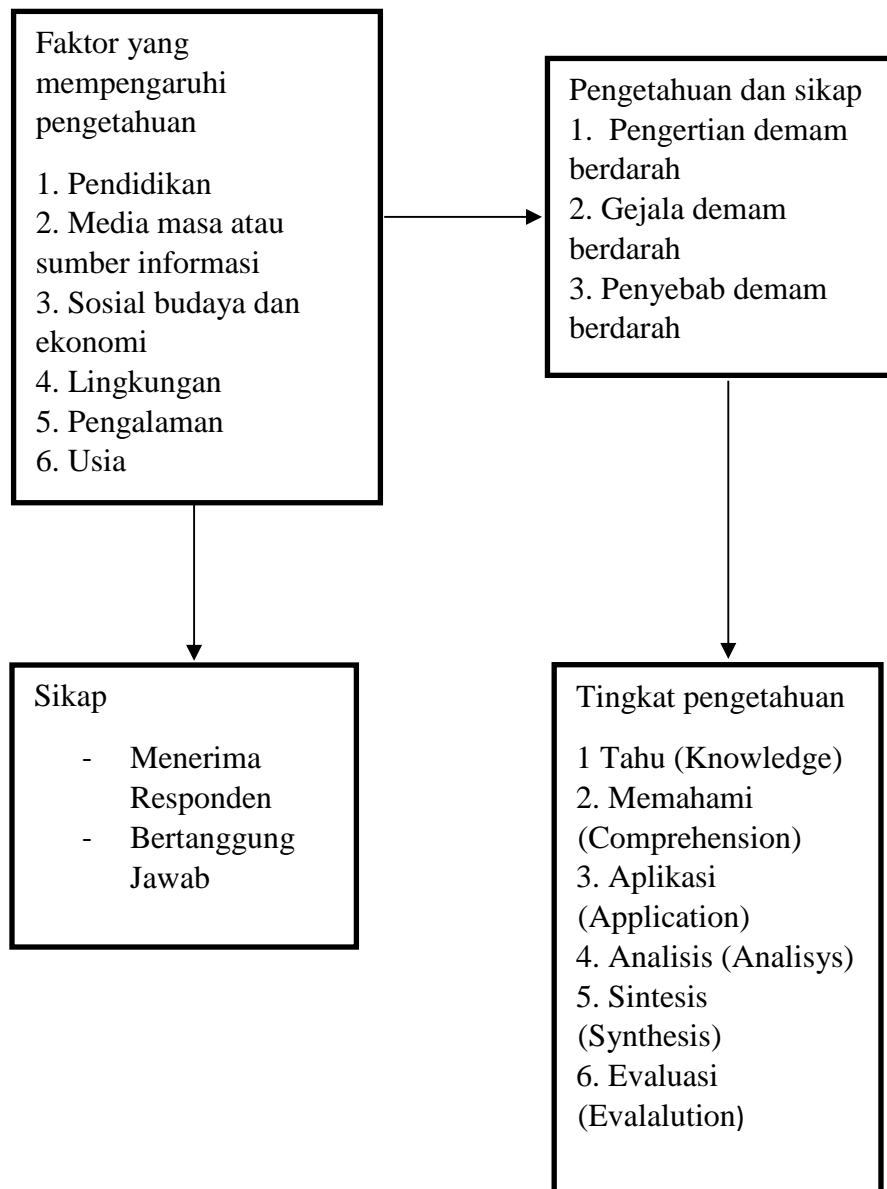 Faktor yang
mempengaruhi
pengetahuan
1. Pendidikan
2. Media masa atau
sumber informasi
3. Sosial budaya dan
ekonomi
4. Lingkungan
5. Pengalaman
6. Usia
Pengetahuan dan sikap
1. Pengertian demam
berdarah
2. Gejala demam
berdarah
3. Penyebab demam
berdarah
Sikap
- Menerima
Responden
- Bertanggung
Jawab
Tingkat pengetahuan
1 Tahu (Knowledge)
2. Memahami
(Comprehension)
3. Aplikasi
(Application)
4. Analisis (Analisys)
5. Sintesis
(Synthesis)
6. Evaluasi
(Evalalution)